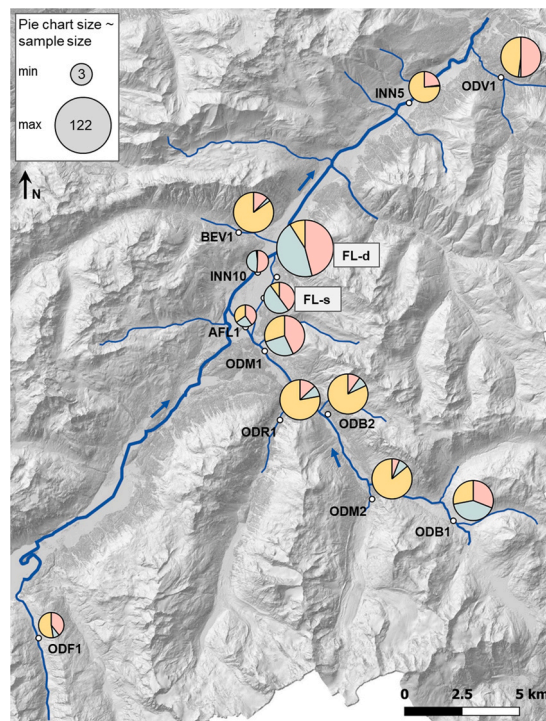 Pie chart size ~
sample size
min
3
max
122
N
INN5
ODV1
BEV1
FL-d
INN10
FL-s
AFL1
ODM1
ODR1
ODB2
ODM2
ODB1
ODF1
0 2.5 5 km